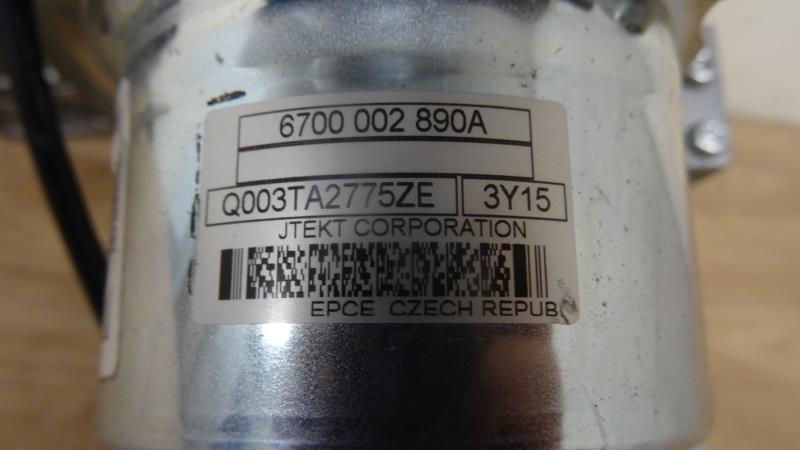 6700 002 890A
Q003TA2775ZE 3Y15
JTEKT CORPORATION
EPCE CZECH REPUB